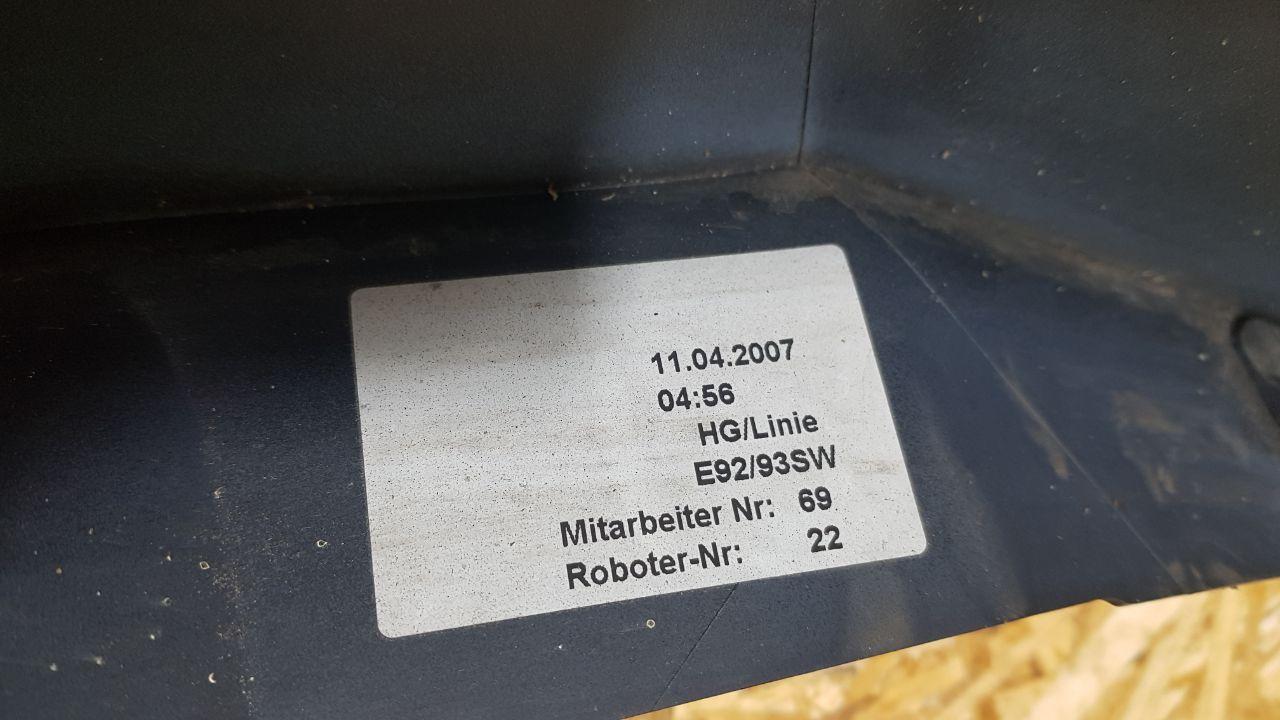 11.04.2007
04:56
HG/Linie
E92/93SW
Mitarbeiter Nr: 69
Roboter-Nr: 22